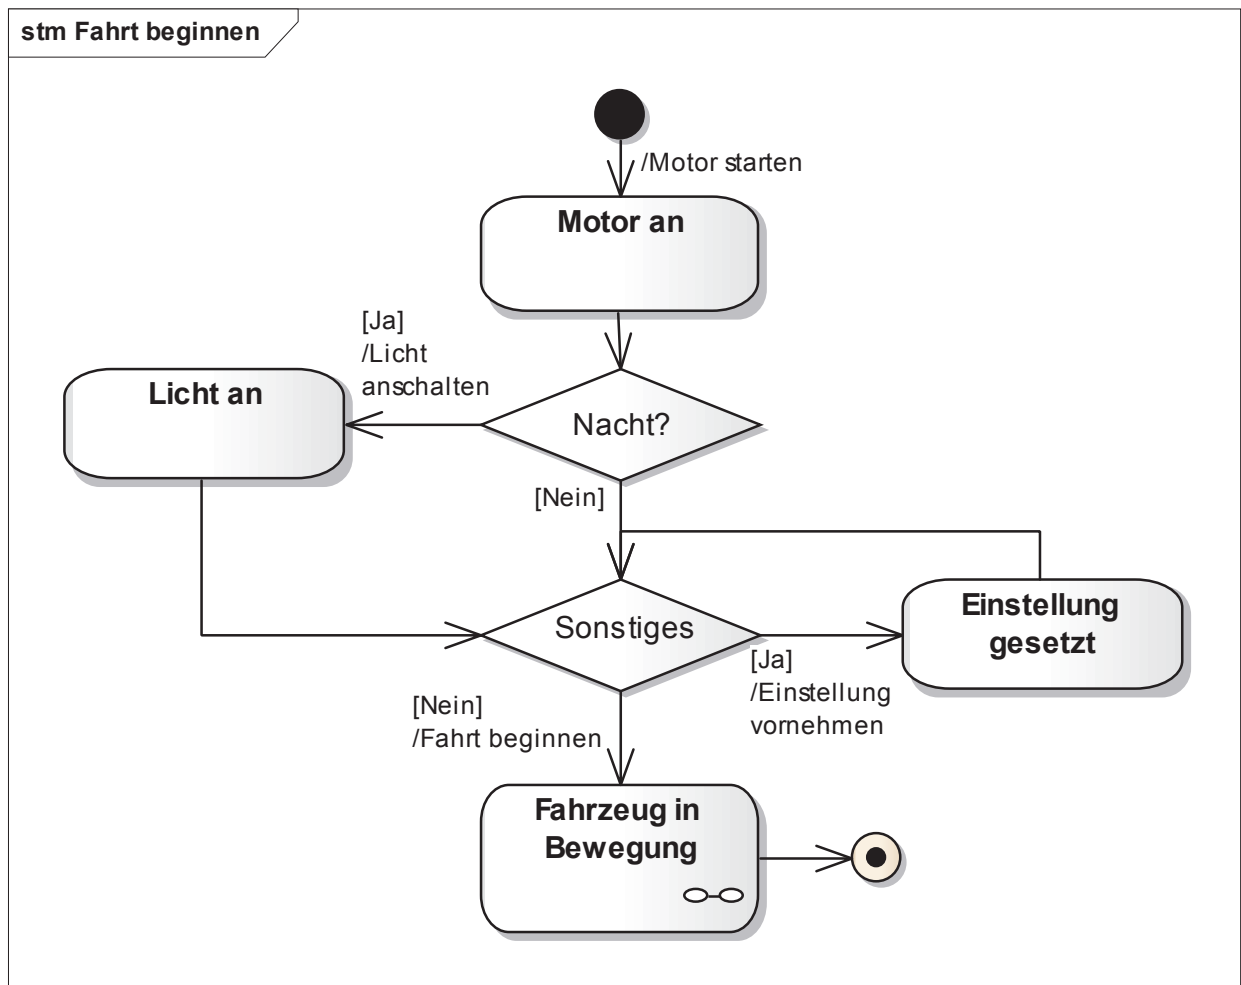 stm Fahrt beginnen
/Motor starten
Motor an
[Ja]
/Licht
anschalten
Licht an
Nacht?
[Nein]
Sonstiges
Einstellung
gesetzt
[Ja]
/Einstellung
vornehmen
[Nein]
/Fahrt beginnen
Fahrzeug in
Bewegung